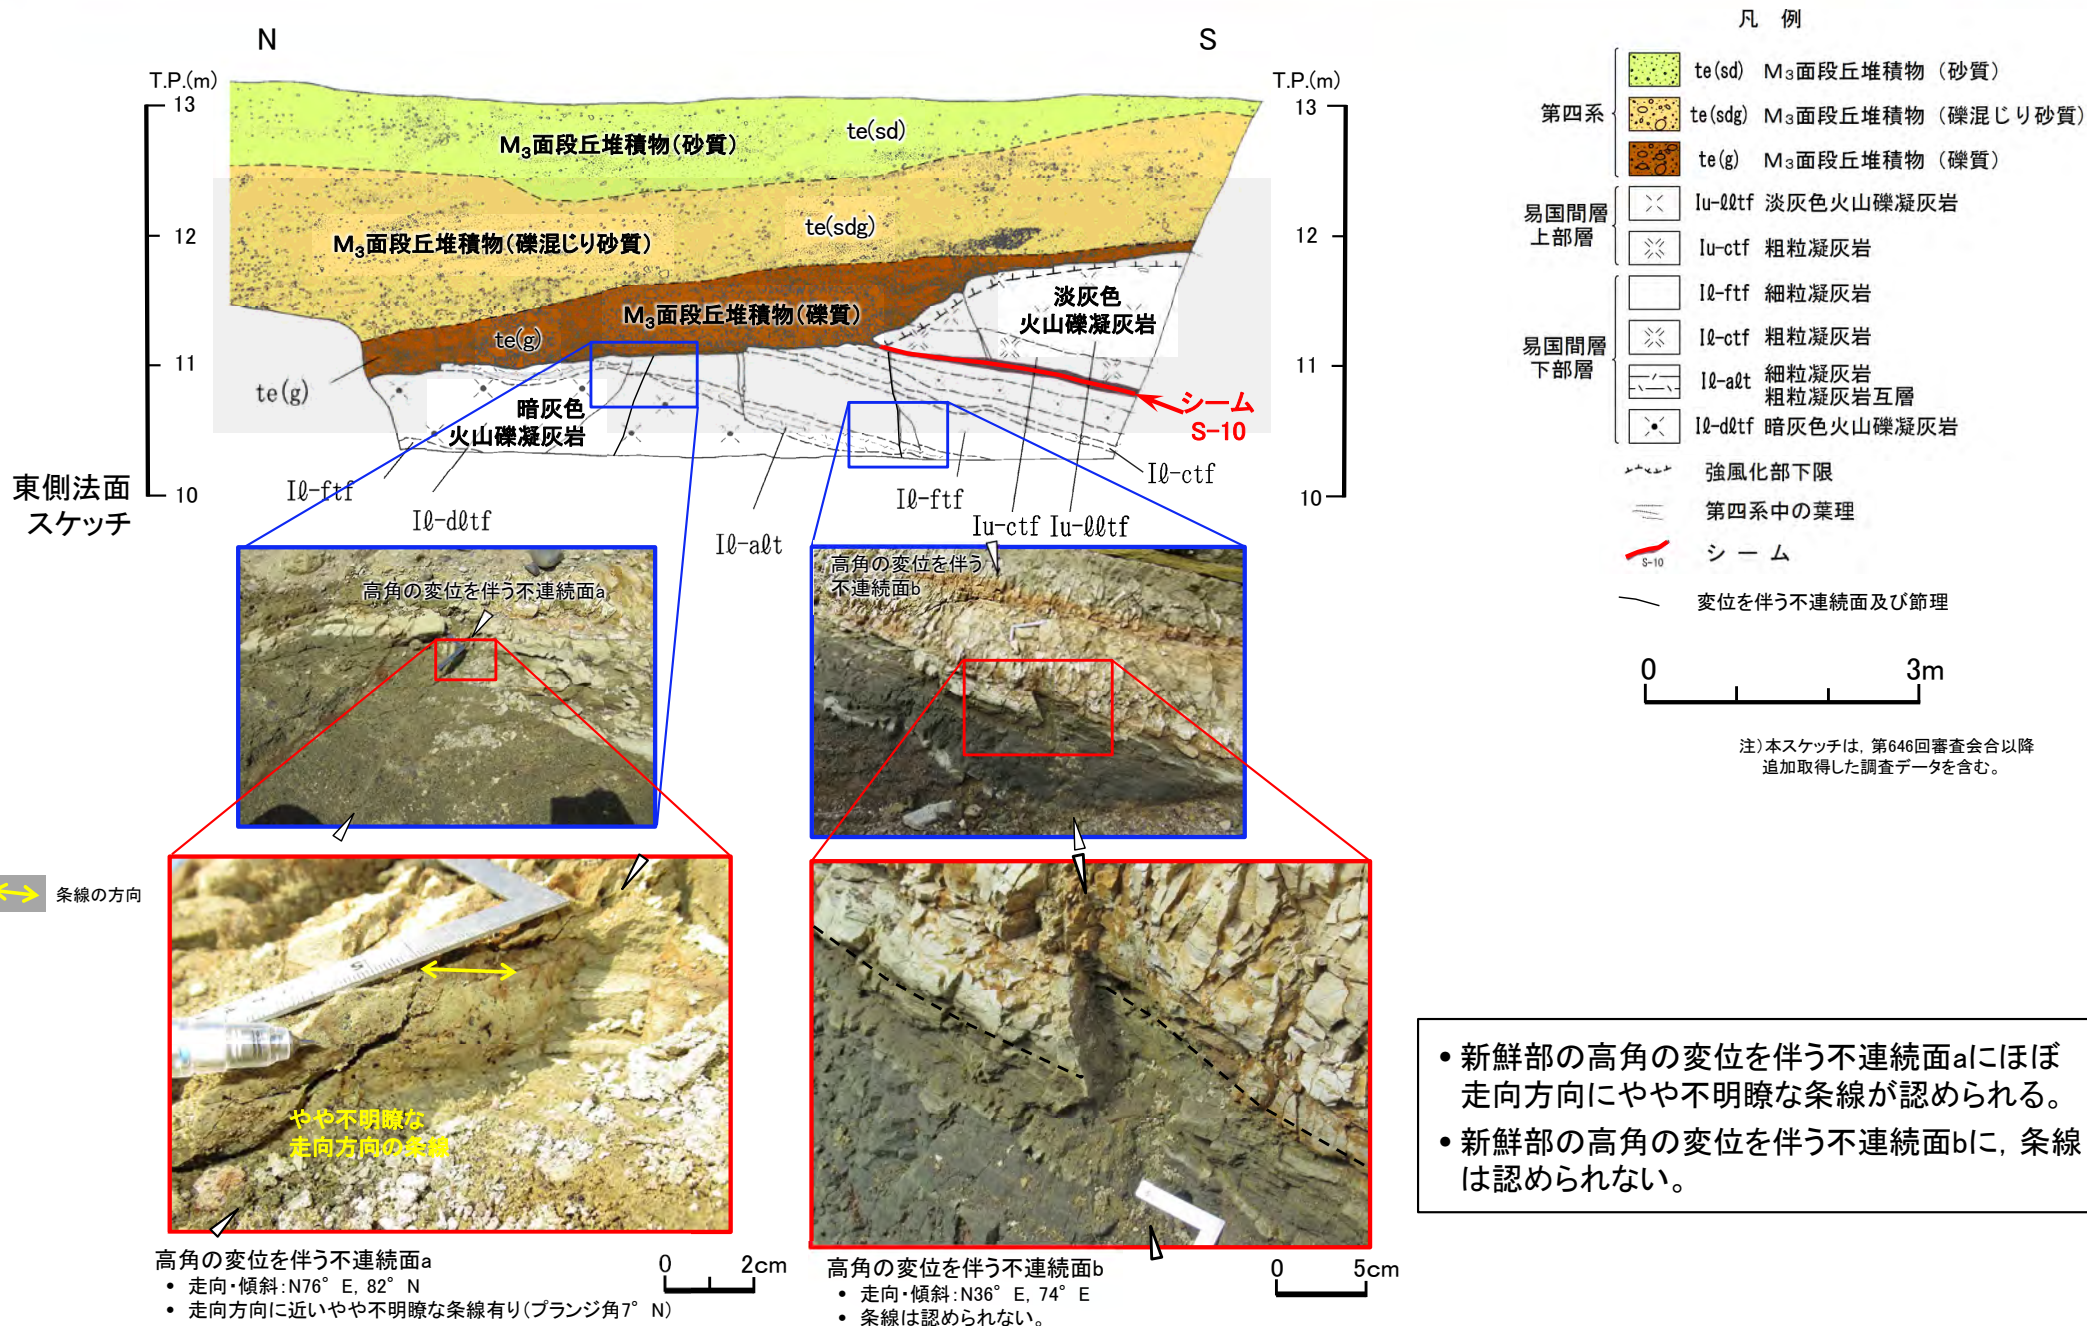 N
S
T.P.(m)
13
12
11
10
T.P.(m)
13
12
11
10
M₃面段丘堆積物(砂質)
te(sd)
M₃面段丘堆積物(礫混じり砂質)
te(sdg)
M₃面段丘堆積物(礫質)
te(g)
te(g)
淡灰色
火山礫凝灰岩
暗灰色
火山礫凝灰岩
シーム
S-10
東側法面
スケッチ
Iℓ-ftf
Iℓ-dℓtf
Iℓ-aℓt
Iℓ-ftf
Iu-ctf
Iu-ℓℓtf
Iℓ-ctf
凡 例
第四系
te(sd) M₃面段丘堆積物(砂質)
te(sdg) M₃面段丘堆積物(礫混じり砂質)
te(g) M₃面段丘堆積物(礫質)
易国間層
上部層
Iu-ℓℓtf 淡灰色火山礫凝灰岩
Iu-ctf 粗粒凝灰岩
易国間層
下部層
Iℓ-ftf 細粒凝灰岩
Iℓ-ctf 粗粒凝灰岩
Iℓ-aℓt 細粒凝灰岩
粗粒凝灰岩互層
Iℓ-dℓtf 暗灰色火山礫凝灰岩
強風化部下限
第四系中の葉理
S-10
シ ー ム
変位を伴う不連続面及び節理
0 3m
注)本スケッチは, 第646回審査会合以降
追加取得した調査データを含む。
高角の変位を伴う不連続面a
高角の変位を伴う
不連続面b
条線の方向
やや不明瞭な
走向方向の条線
高角の変位を伴う不連続面a
• 走向・傾斜:N76° E, 82° N
• 走向方向に近いやや不明瞭な条線有り(プランジ角7° N)
0 2cm
高角の変位を伴う不連続面b
• 走向・傾斜:N36° E, 74° E
• 条線は認められない。
0 5cm
• 新鮮部の高角の変位を伴う不連続面aにほぼ
走向方向にやや不明瞭な条線が認められる。
• 新鮮部の高角の変位を伴う不連続面bに, 条線
は認められない。